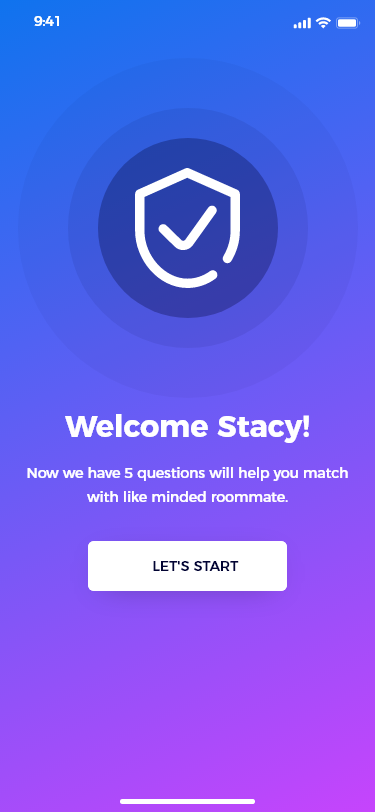 9:41
Welcome Stacy!
Now we have 5 questions will help you match
with like minded roommate.
LET'S START